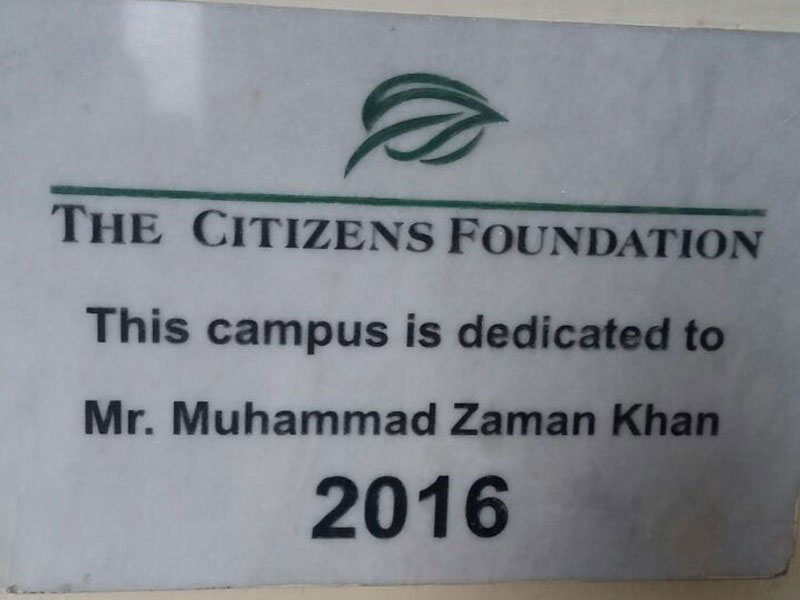 THE CITIZENS FOUNDATION
This campus is dedicated to
Mr. Muhammad Zaman Khan
2016